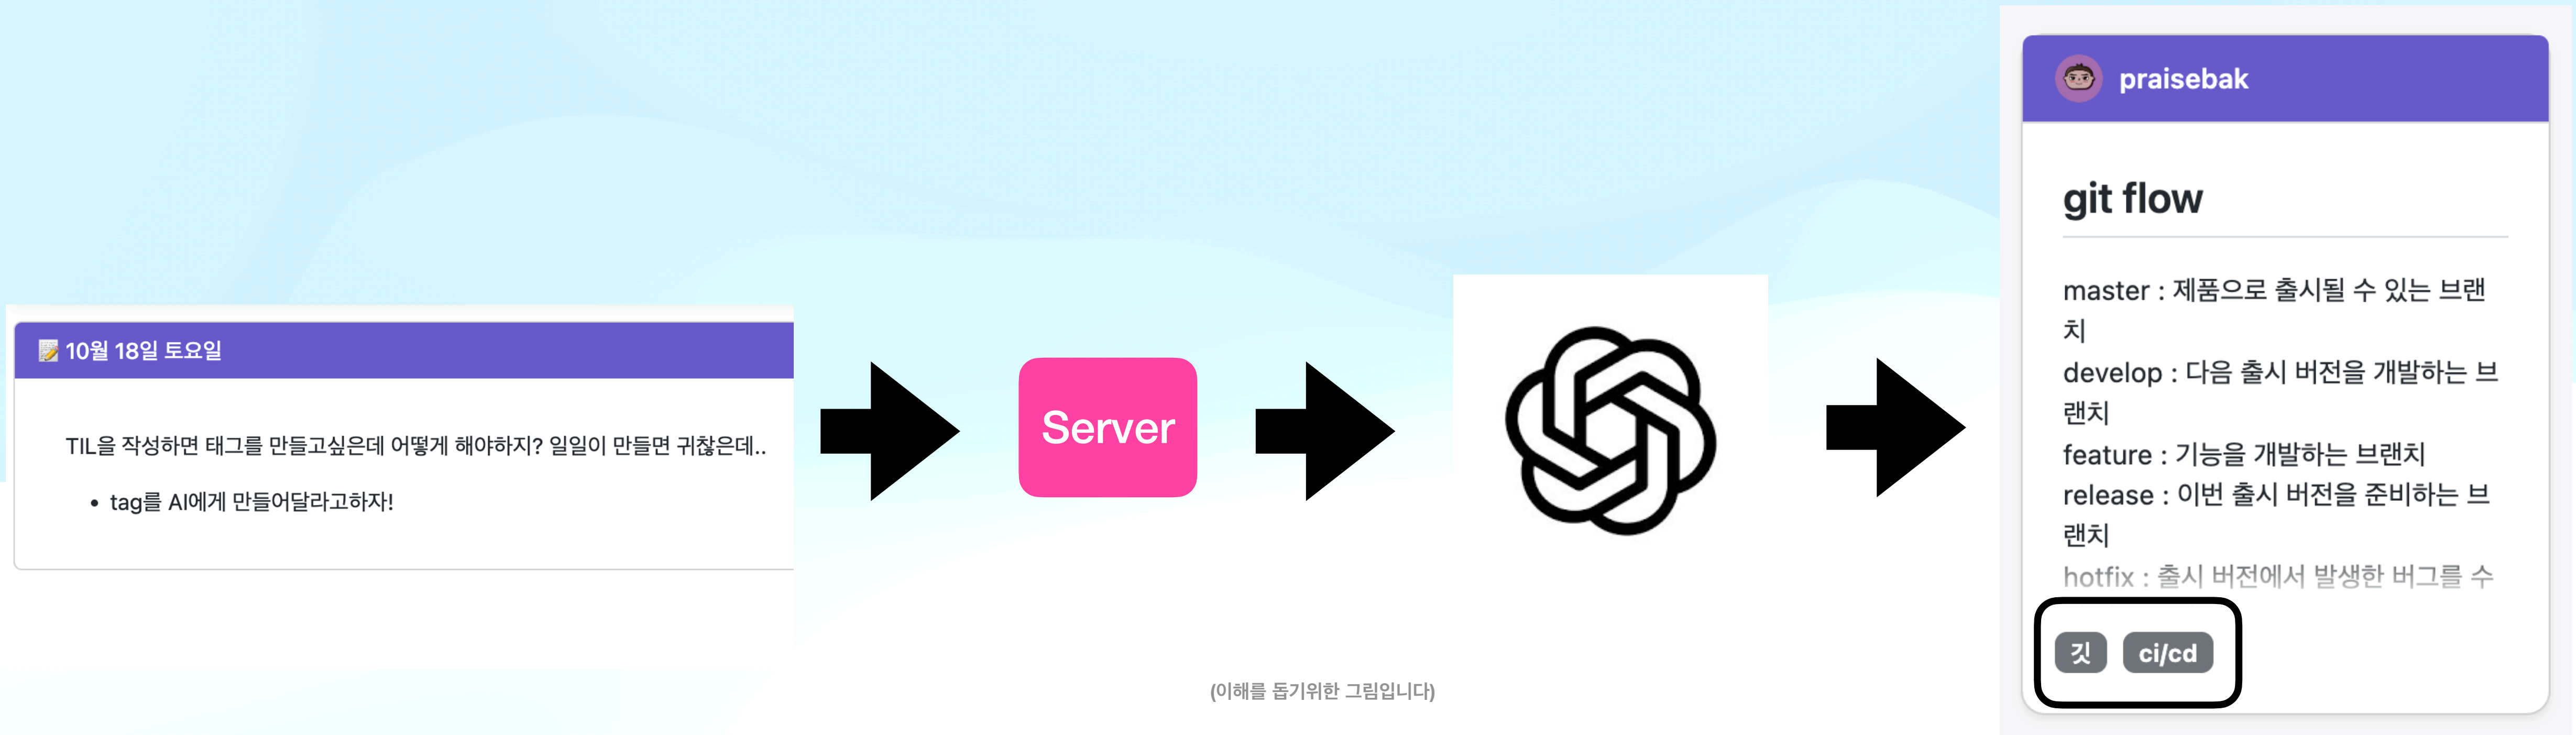 📝 10월 18일 토요일
TIL을 작성하면 태그를 만들고싶은데 어떻게 해야하지? 일일이 만들면 귀찮은데..
• tag를 AI에게 만들어달라고하자!
Server
praisebak
git flow
master : 제품으로 출시될 수 있는 브랜
치
develop : 다음 출시 버전을 개발하는 브
랜치
feature : 기능을 개발하는 브랜치
release : 이번 출시 버전을 준비하는 브
랜치
hotfix : 출시 버전에서 발생한 버그를 수
깃 ci/cd
(이해를 돕기위한 그림입니다)